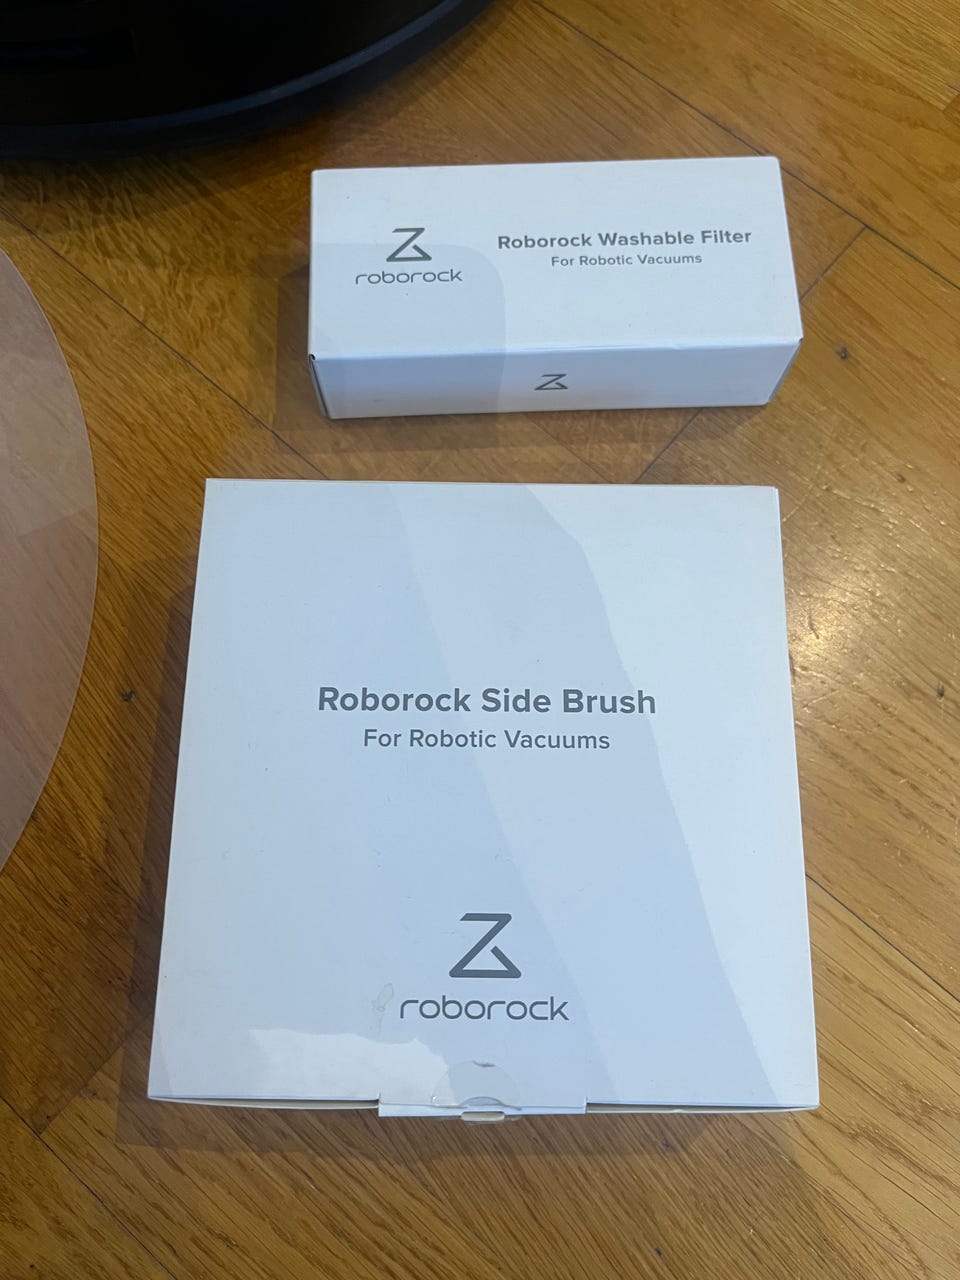 roborock
Roborock Washable Filter
For Robotic Vacuums
Roborock Side Brush
For Robotic Vacuums
roborock